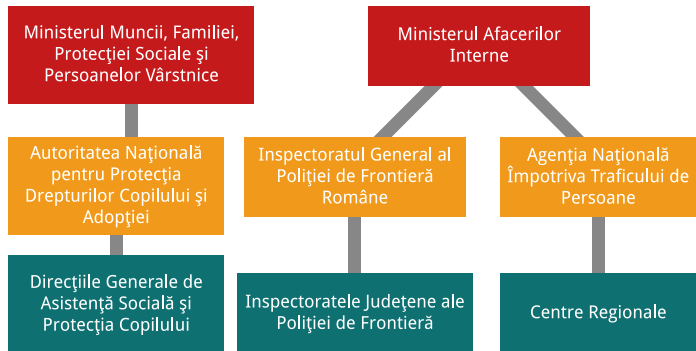 Ministerul Muncii, Familiei,
Protecţiei Sociale şi
Persoanelor Vârstnice
Ministerul Afacerilor
Interne
Autoritatea Naţională
pentru Protecţia
Drepturilor Copilului şi
Adopţiei
Inspectoratul General al
Poliţiei de Frontieră
Române
Agenţia Naţională
Împotriva Traficului de
Persoane
Direcţiile Generale de
Asistenţă Socială şi
Protecţia Copilului
Inspectoratele Judeţene ale
Poliţiei de Frontieră
Centre Regionale